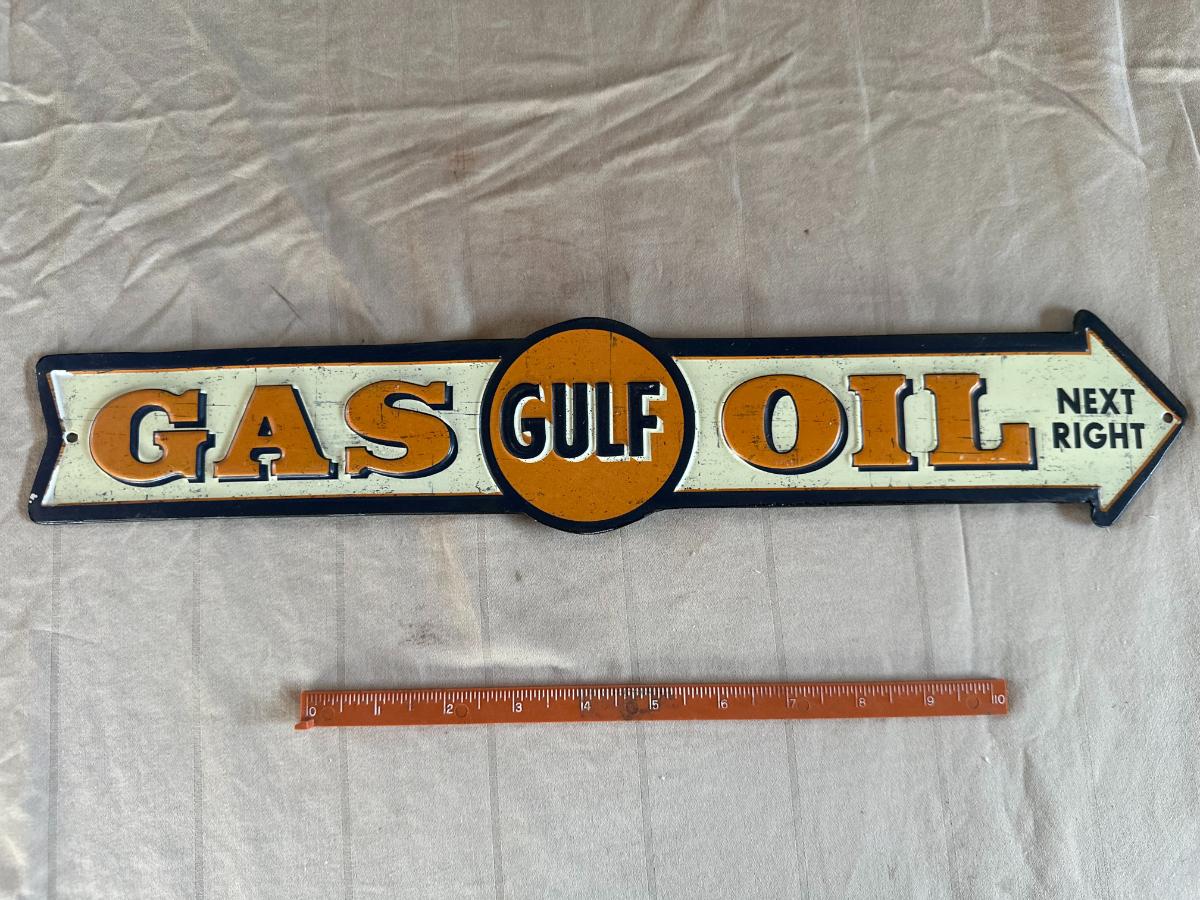 GAS GULF OIL NEXT RIGHT
0 1 2 3 4 5 6 7 8 9 10